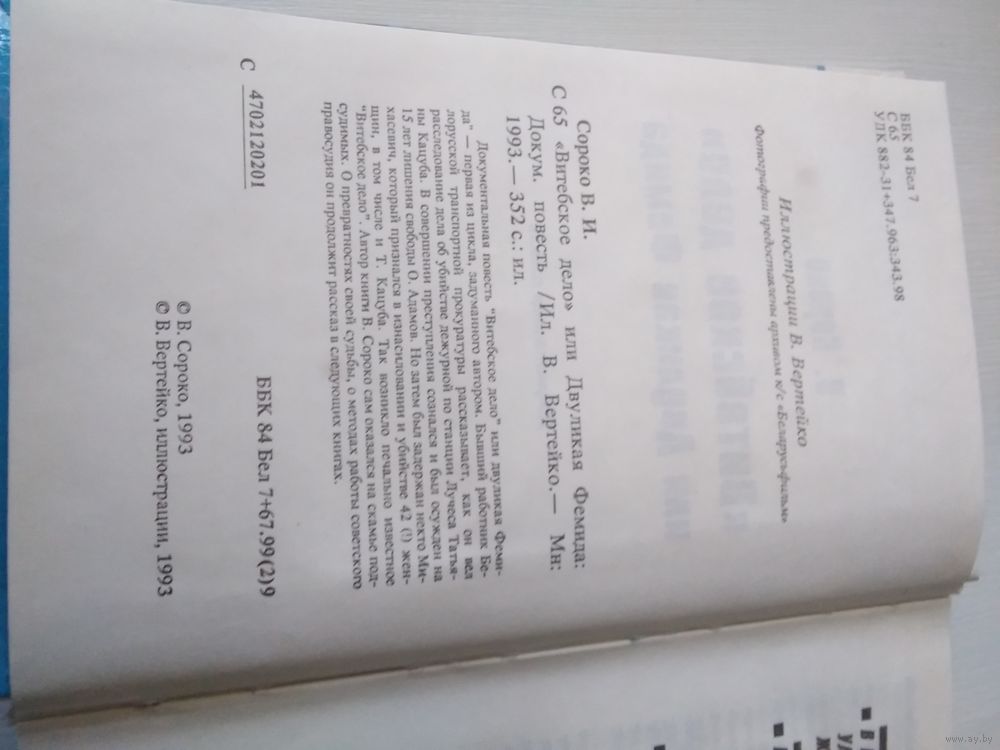 ББК 84 Бел 7
С 65
УДК 882-31+347.963:343.98
Иллюстрации В. Вертейко
Фотографии предоставлены архивом к/с «Беларусьфильм»
Сороко В. И.
С 65 «Витебское дело» или Двуликая Фемида:
Докум. повесть /Ил. В. Вертейко.— Мн:
1993.— 352 с.: ил.
Документальная повесть "Витебское дело" или двуликая Феми-
да" — первая из цикла, задуманного автором. Бывший работник Бе-
лорусской транспортной прокуратуры рассказывает, как он вел
расследование дела об убийстве дежурной по станции Лучеса Татья-
ны Кацуба. В совершении преступления сознался и был осужден на
15 лет лишения свободы О. Адамов. Но затем был задержан некто Ми-
хасевич, который признался в изнасиловании и убийстве 42 (!) жен-
щин, в том числе и Т. Кацуба. Так возникло печально известное
"Витебское дело". Автор книги В. Сороко сам оказался на скамье под-
судимых. О превратностях своей судьбы, о методах работы советского
правосудия он продолжит рассказ в следующих книгах.
С 4702120201
ББК 84 Бел 7+67.99(2)9
© В. Сороко, 1993
© В. Вертейко, иллюстрации, 1993
www.ay.by